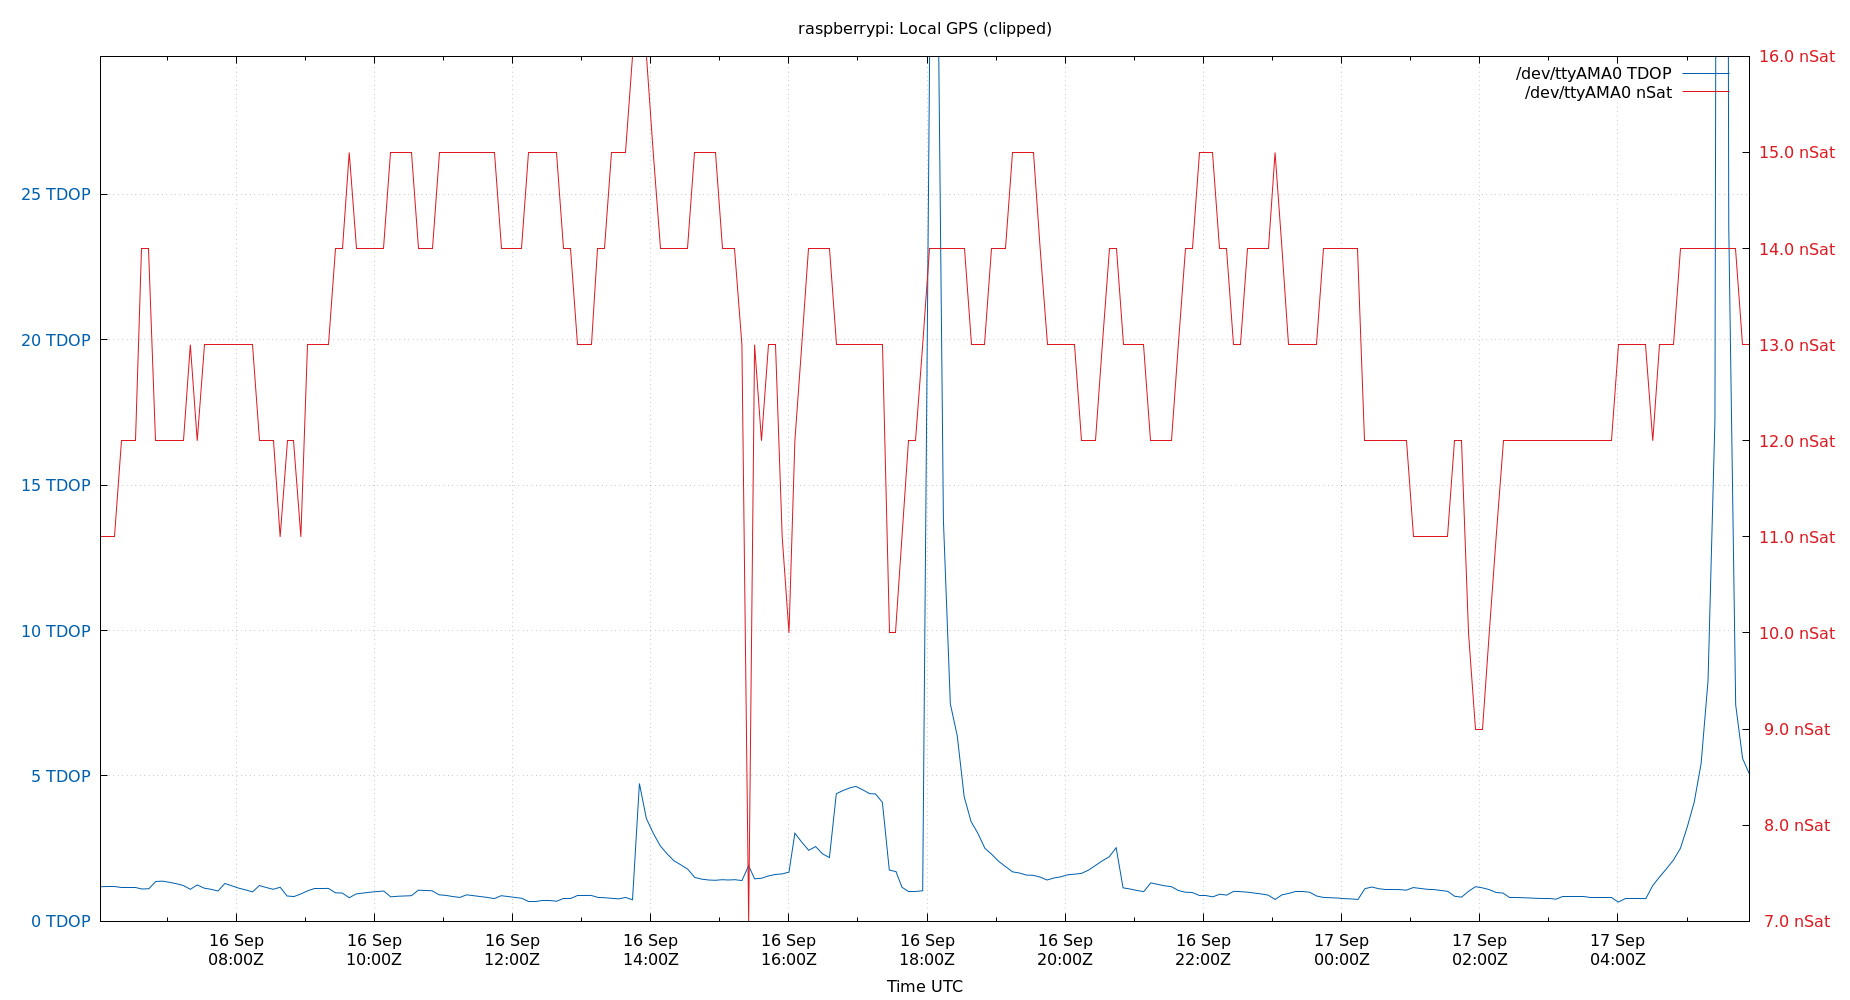 raspberrypi: Local GPS (clipped)
/dev/ttyAMA0 TDOP
/dev/ttyAMA0 nSat
25 TDOP
20 TDOP
15 TDOP
10 TDOP
5 TDOP
0 TDOP
16.0 nSat
15.0 nSat
14.0 nSat
13.0 nSat
12.0 nSat
11.0 nSat
10.0 nSat
9.0 nSat
8.0 nSat
7.0 nSat
16 Sep
08:00Z
16 Sep
10:00Z
16 Sep
12:00Z
16 Sep
14:00Z
16 Sep
16:00Z
16 Sep
18:00Z
16 Sep
20:00Z
16 Sep
22:00Z
17 Sep
00:00Z
17 Sep
02:00Z
17 Sep
04:00Z
Time UTC